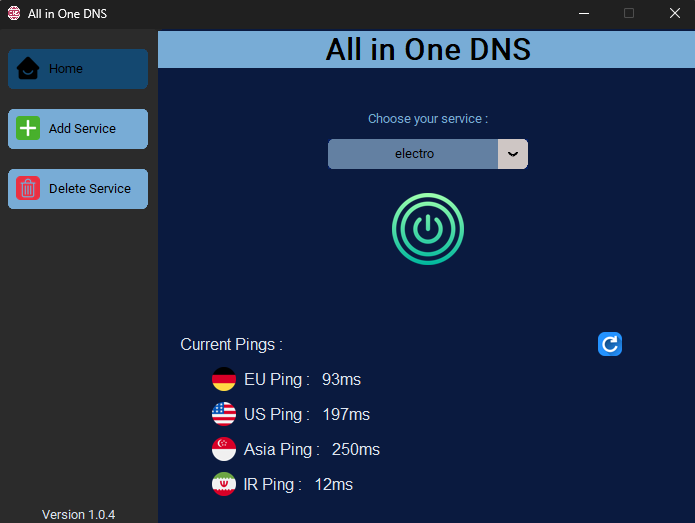 All in One DNS
All in One DNS
Home
Add Service
Delete Service
Choose your service :
electro
Current Pings :
EU Ping : 93ms
US Ping : 197ms
Asia Ping : 250ms
IR Ping : 12ms
Version 1.0.4